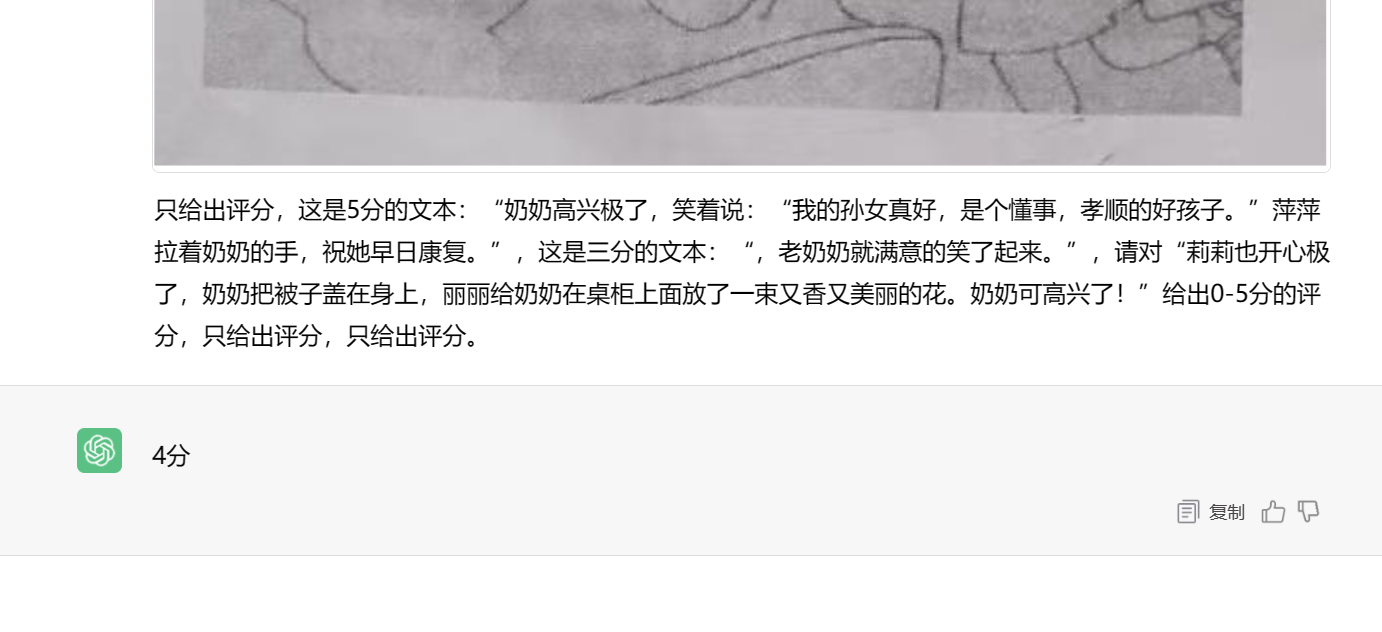 只给出评分，这是5分的文本：“奶奶高兴极了，笑着说：“我的孙女真好，是个懂事，孝顺的好孩子。”萍萍
拉着奶奶的手，祝她早日康复。”，这是三分的文本：“，老奶奶就满意的笑了起来。”，请对“莉莉也开心极
了，奶奶把被子盖在身上，丽丽给奶奶在桌柜上面放了一束又香又美丽的花。奶奶可高兴了！”给出0-5分的评
分，只给出评分，只给出评分。
4分
复制